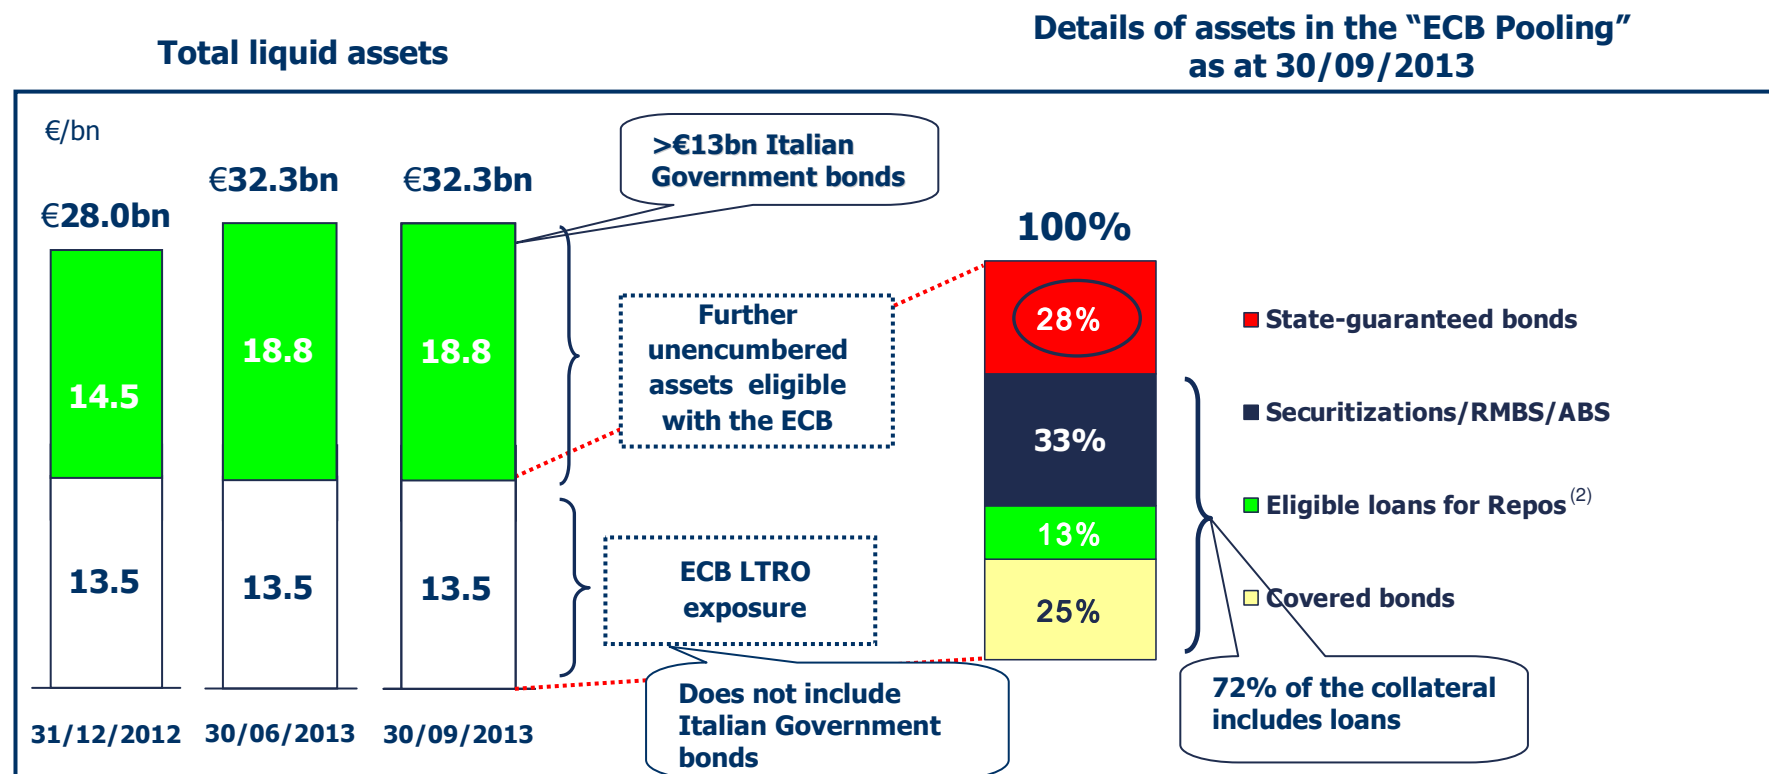 Total liquid assets
Details of assets in the “ECB Pooling”
as at 30/09/2013
€/bn
€28.0bn
€32.3bn
€32.3bn
>€13bn Italian
Government bonds
14.5
18.8
18.8
13.5
13.5
13.5
31/12/2012
30/06/2013
30/09/2013
Further
unencumbered
assets eligible
with the ECB
ECB LTRO
exposure
Does not include
Italian Government
bonds
100%
28%
33%
13%
25%
State-guaranteed bonds
Securitizations/RMBS/ABS
Eligible loans for Repos (2)
Covered bonds
72% of the collateral
includes loans